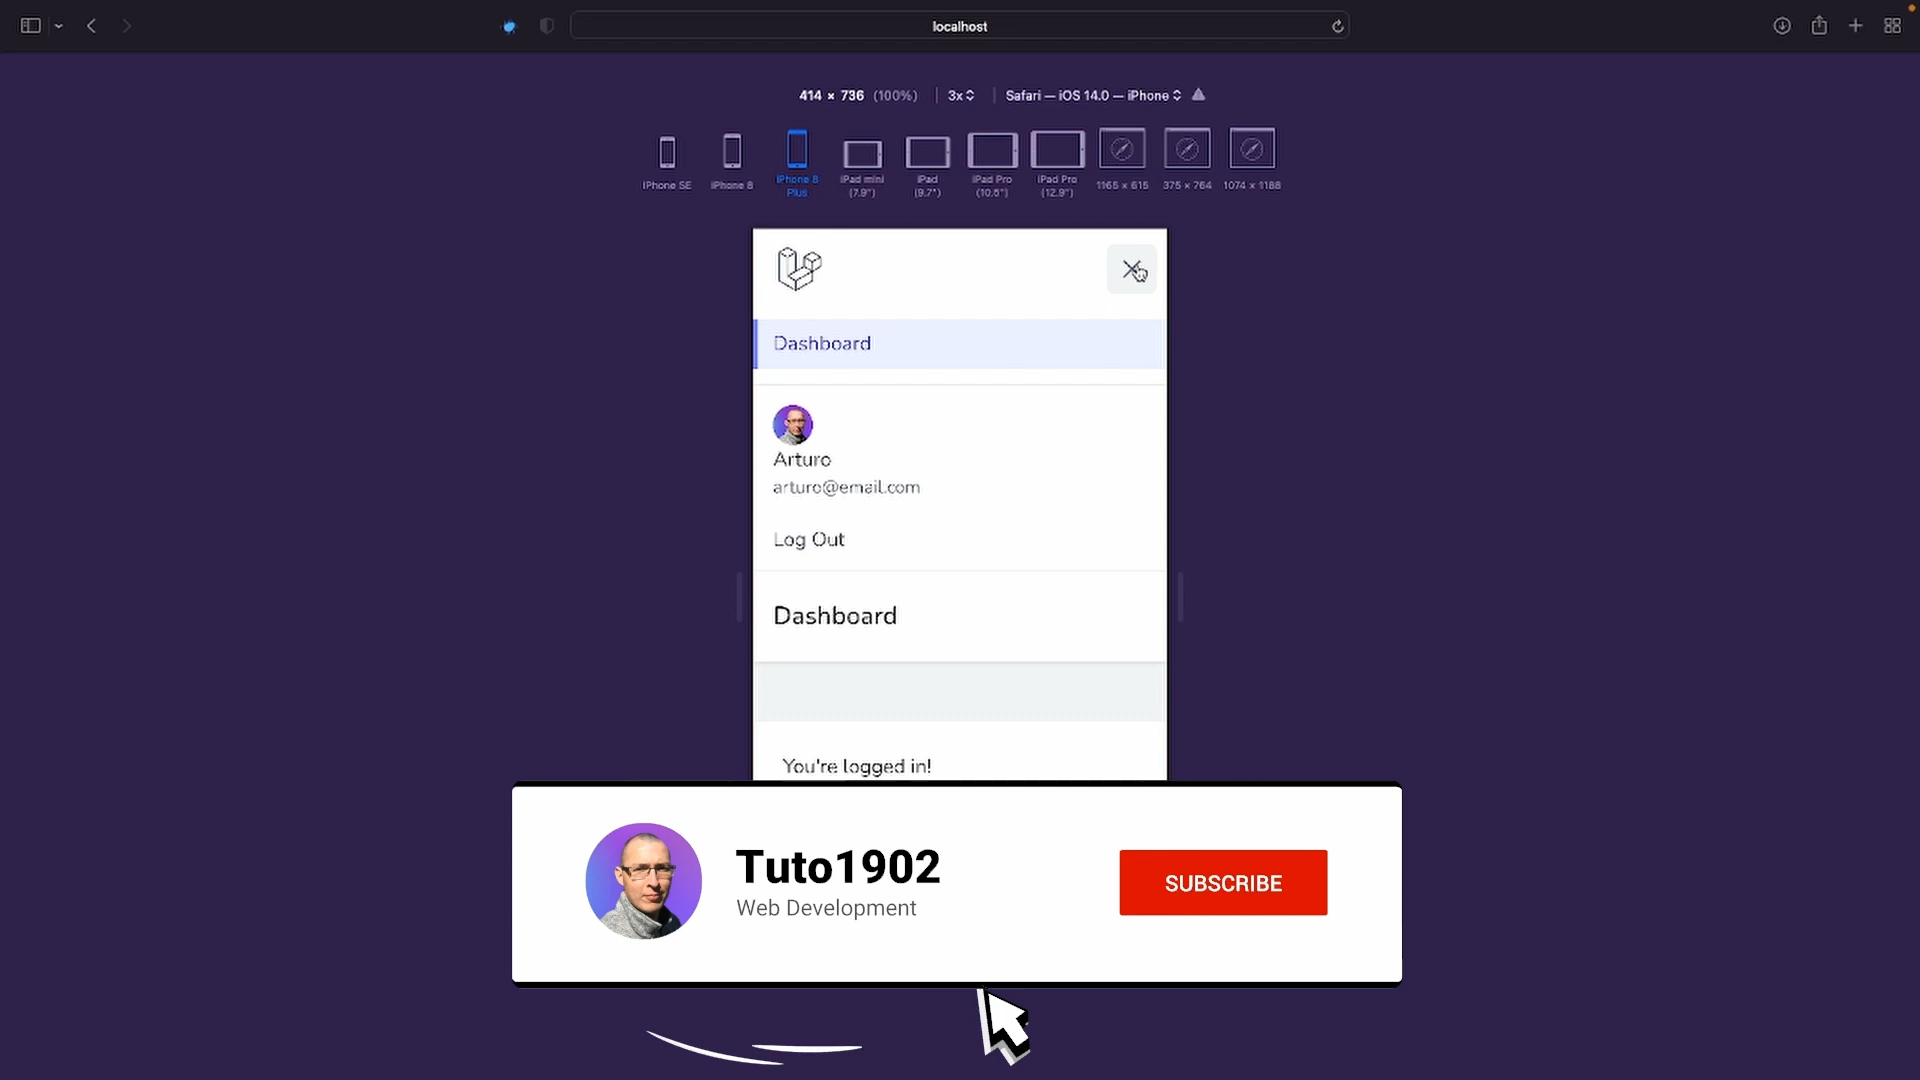 localhost
414 × 736 (100%) 3x Safari — iOS 14.0 — iPhone
iPhone SE
iPhone 8
iPhone 8 Plus
iPad mini (7.9")
iPad (9.7")
iPad Pro (10.5")
iPad Pro (12.9")
1165 × 615
375 × 764
1074 × 1188
Dashboard
Arturo
arturo@email.com
Log Out
Dashboard
You're logged in!
Tuto1902
Web Development
SUBSCRIBE